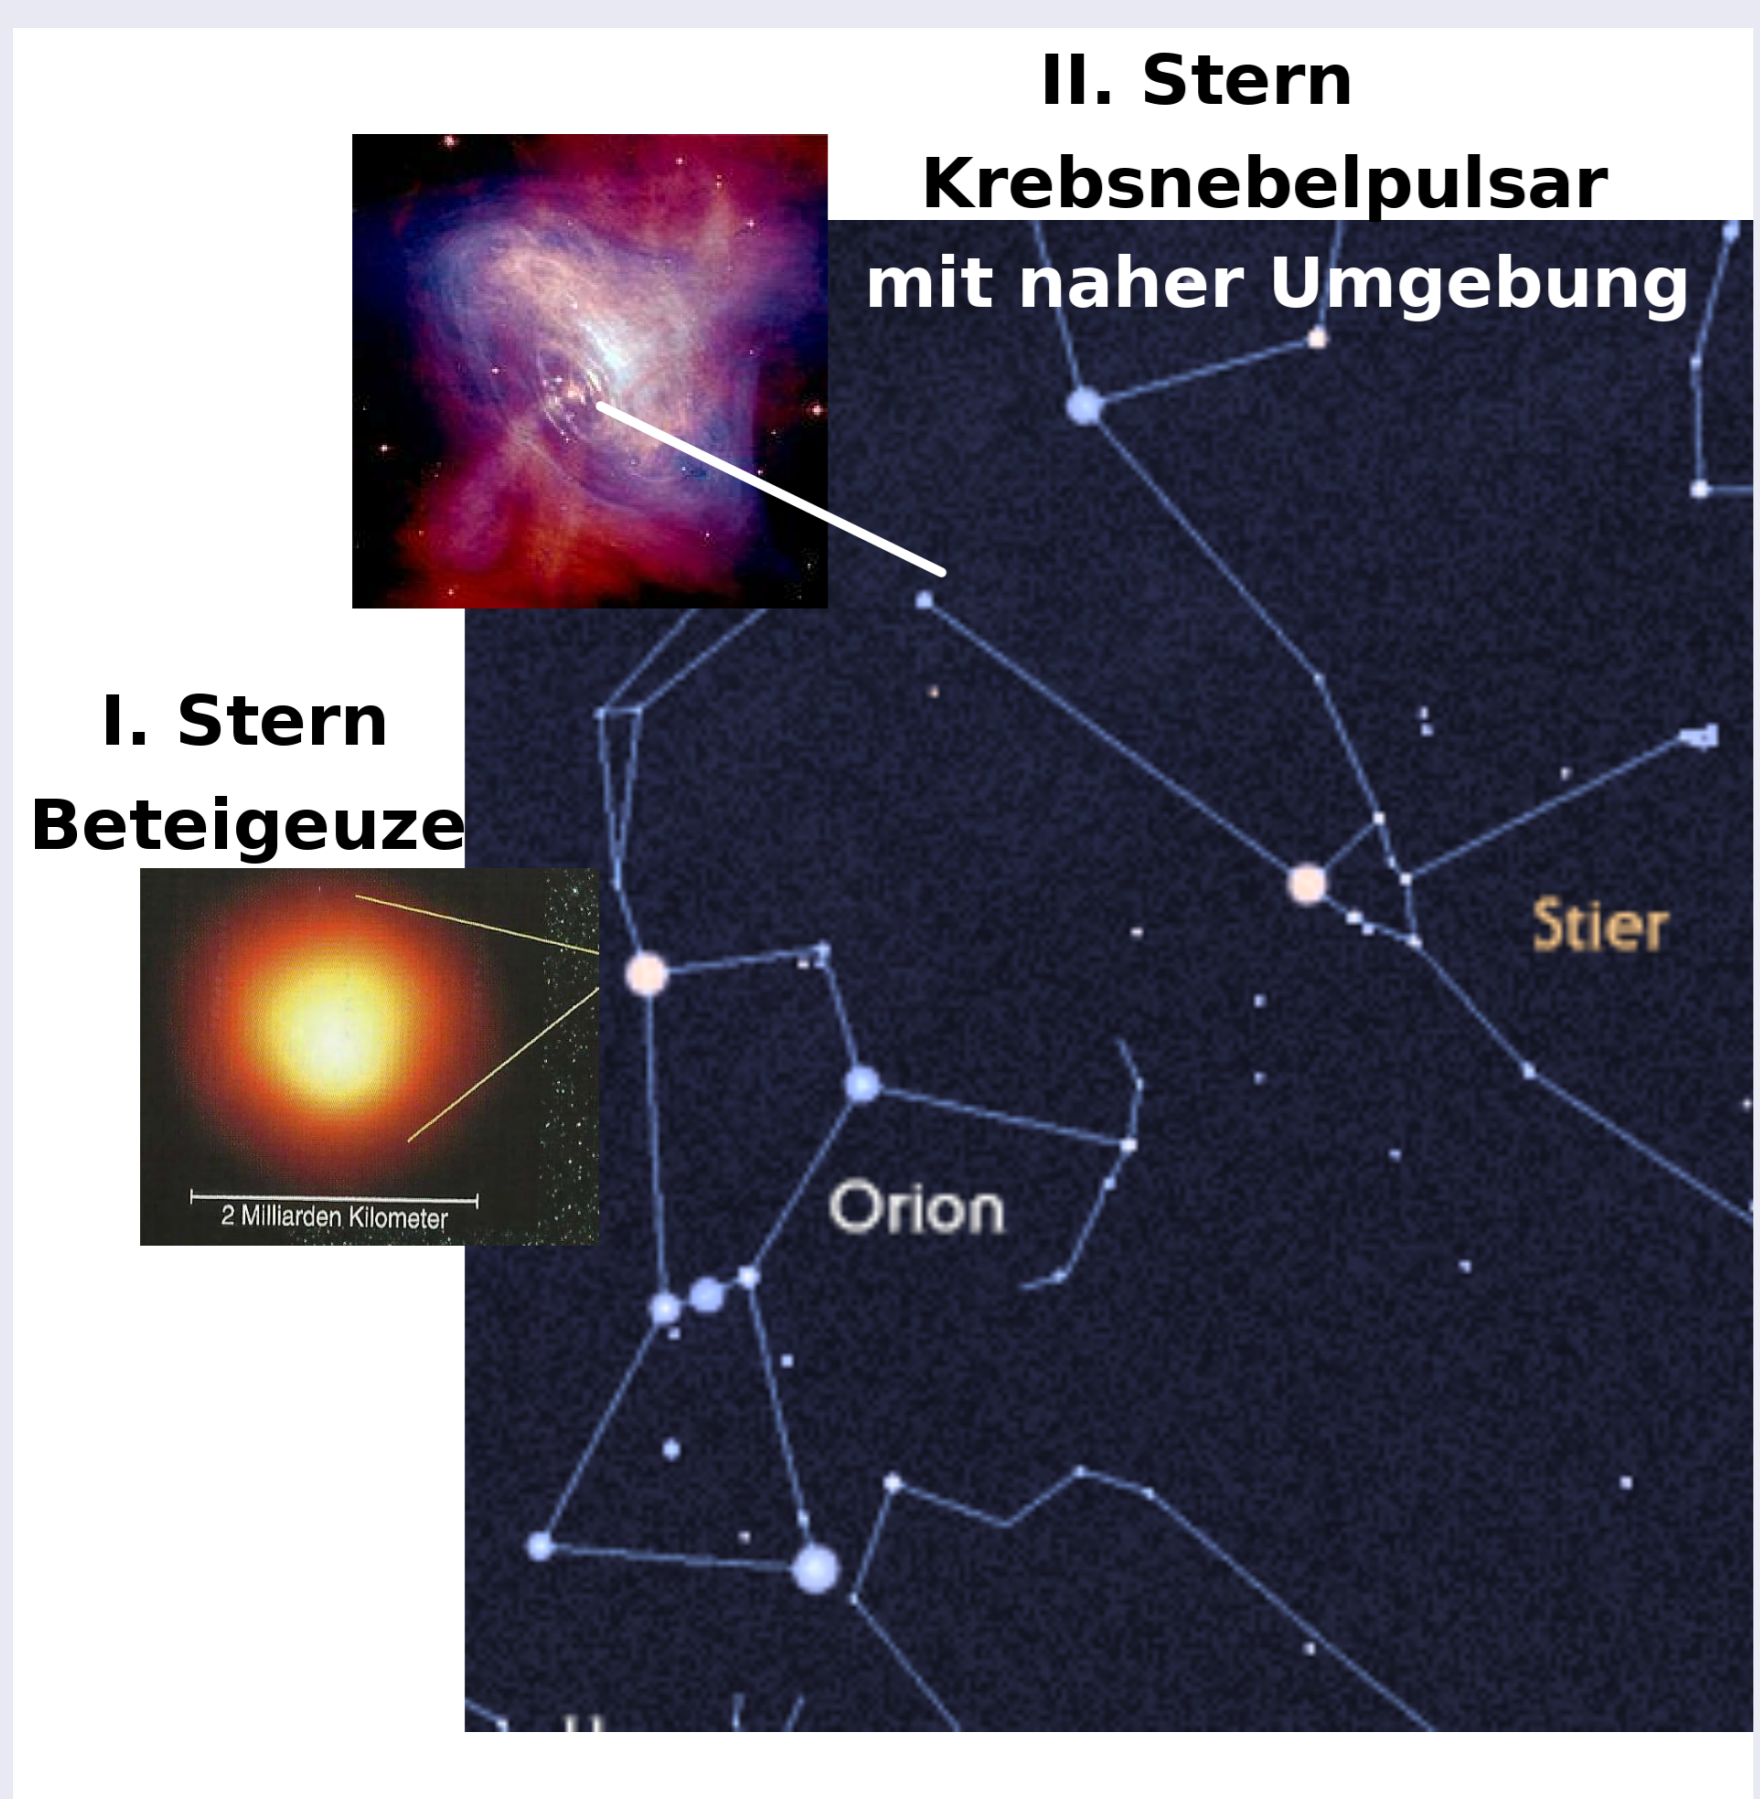 II. Stern
Krebsnebelpulsar
mit naher Umgebung
I. Stern
Beteigeuze
Stier
2 Milliarden Kilometer
Orion